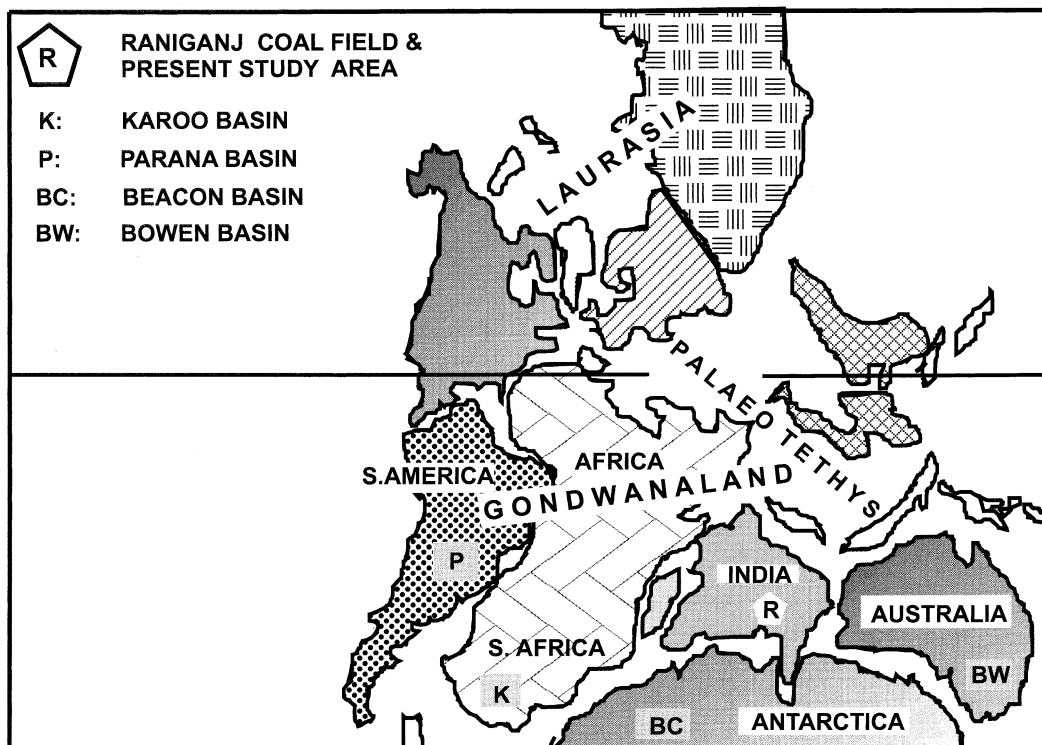 R
RANIGANJ COAL FIELD &
PRESENT STUDY AREA
K: KAROO BASIN
P: PARANA BASIN
BC: BEACON BASIN
BW: BOWEN BASIN
LAURASIA
PALAEO TETHYS
S.AMERICA
AFRICA
GONDWANALAND
P
INDIA
R
AUSTRALIA
S. AFRICA
K
BW
BC
ANTARCTICA